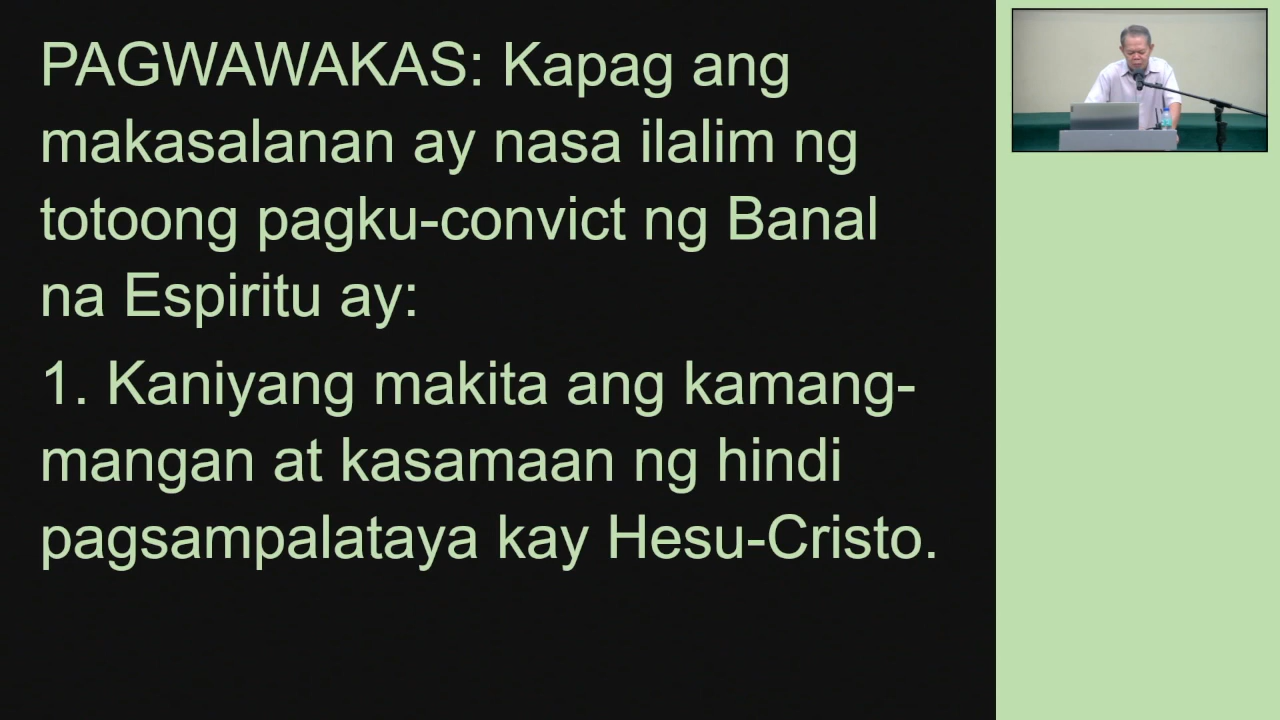 PAGWAWAKAS: Kapag ang
makasalanan ay nasa ilalim ng
totoong pagku-convict ng Banal
na Espiritu ay:
1. Kaniyang makita ang kamang-
mangan at kasamaan ng hindi
pagsampalataya kay Hesu-Cristo.